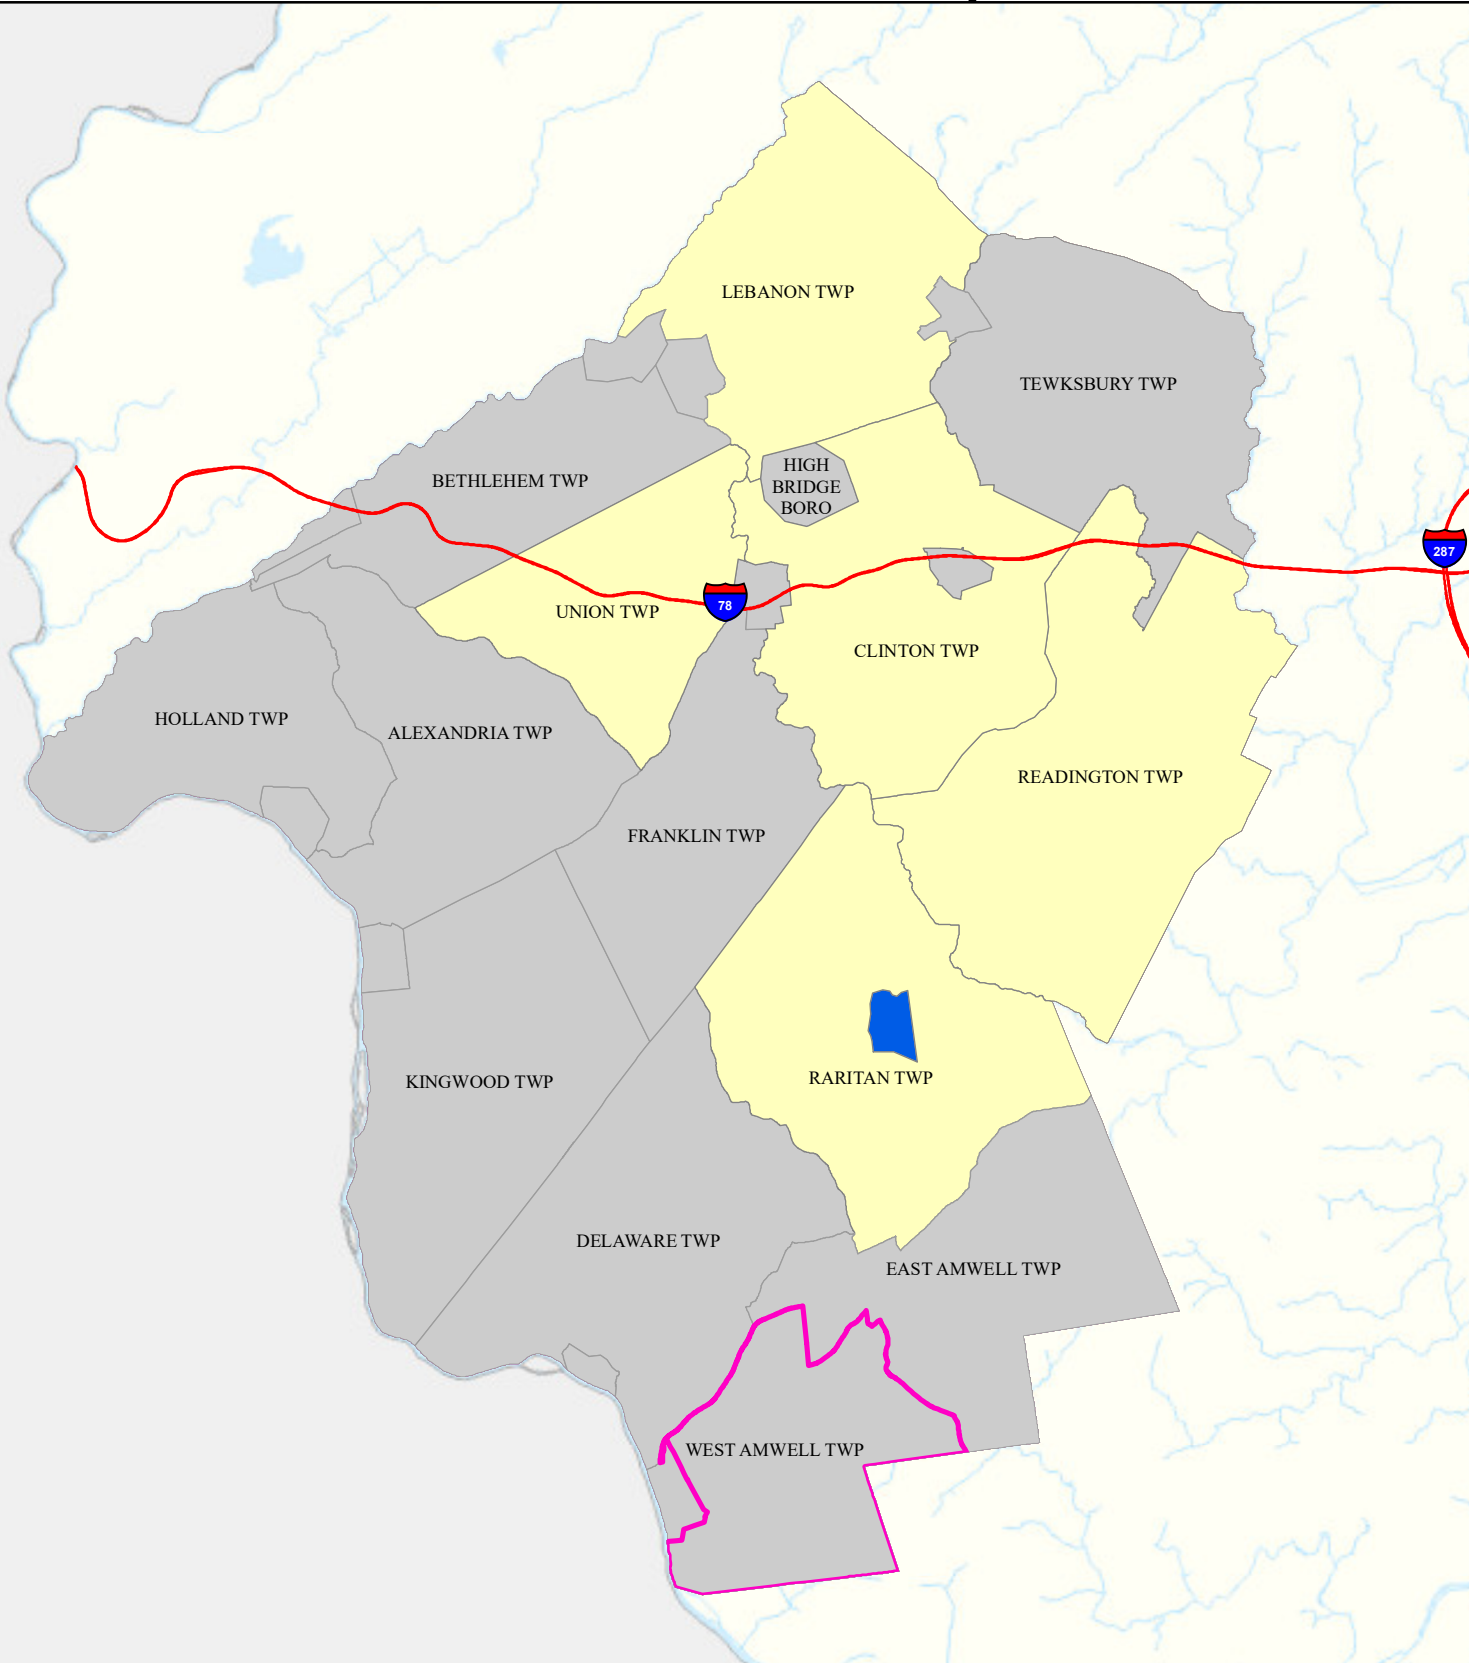 LEBANON TWP
TEWKSBURY TWP
BETHLEHEM TWP
HIGH
BRIDGE
BORO
287
78
UNION TWP
CLINTON TWP
HOLLAND TWP
ALEXANDRIA TWP
READINGTON TWP
FRANKLIN TWP
RARITAN TWP
KINGWOOD TWP
DELAWARE TWP
EAST AMWELL TWP
WEST AMWELL TWP